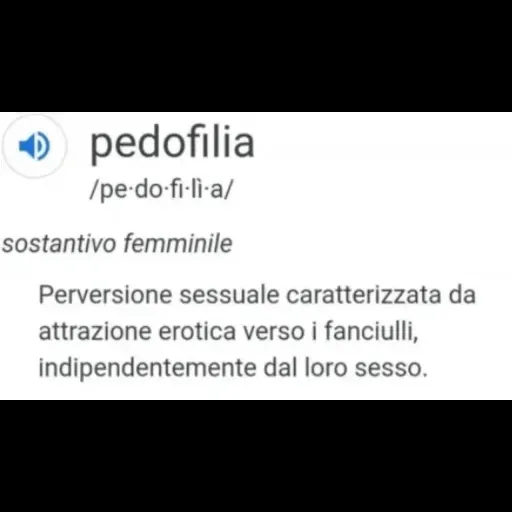 pedofilia
/pe·do·fi·lì·a/
sostantivo femminile
Perversione sessuale caratterizzata da
attrazione erotica verso i fanciulli,
indipendentemente dal loro sesso.